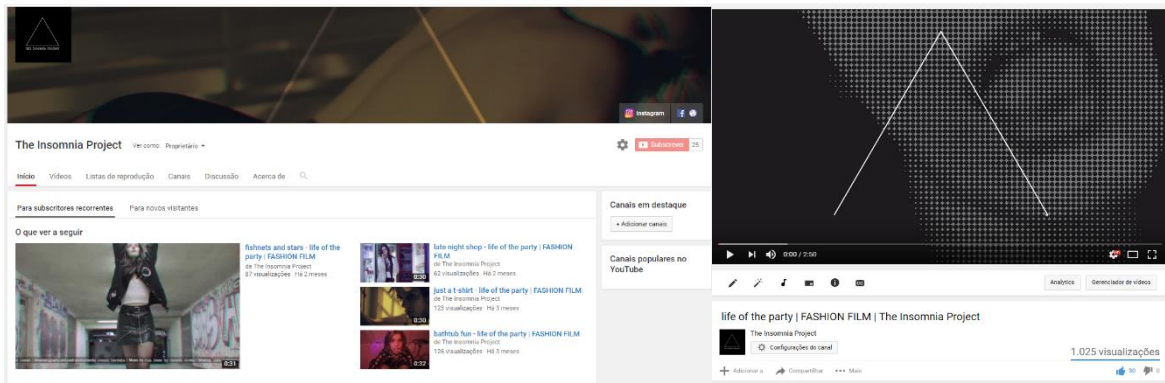 THE INSOMNIA PROJECT
Instagram
The Insomnia Project Ver como: Proprietário
Subscrever 25
Início Vídeos Listas de reprodução Canais Discussão Acerca de
Para subscritores recorrentes Para novos visitantes
O que ver a seguir
fishnets and stars - life of the
party | FASHION FILM
de The Insomnia Project
87 visualizações Há 2 meses
0:31
late night shop - life of the party | FASHION
FILM
de The Insomnia Project
62 visualizações Há 2 meses
0:30
just a t-shirt - life of the party | FASHION FILM
de The Insomnia Project
123 visualizações Há 3 meses
0:30
bathtub fun - life of the party | FASHION FILM
de The Insomnia Project
126 visualizações Há 3 meses
0:32
Canais em destaque
+ Adicionar canais
Canais populares no
YouTube
0:00 / 2:50
Analytics Gerenciador de vídeos
life of the party | FASHION FILM | The Insomnia Project
The Insomnia Project
Configurações do canal
1.025 visualizações
Adicionar a Compartilhar Mais
50 0